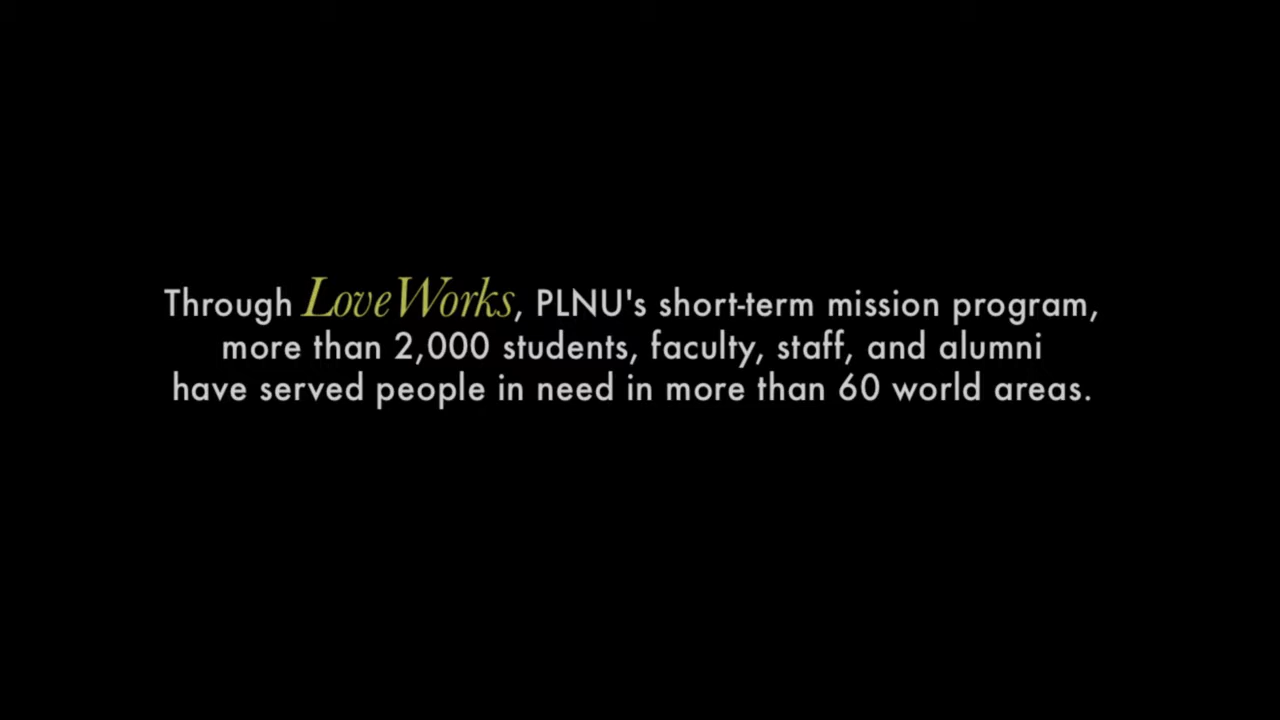 Through LoveWorks, PLNU's short-term mission program,
more than 2,000 students, faculty, staff, and alumni
have served people in need in more than 60 world areas.